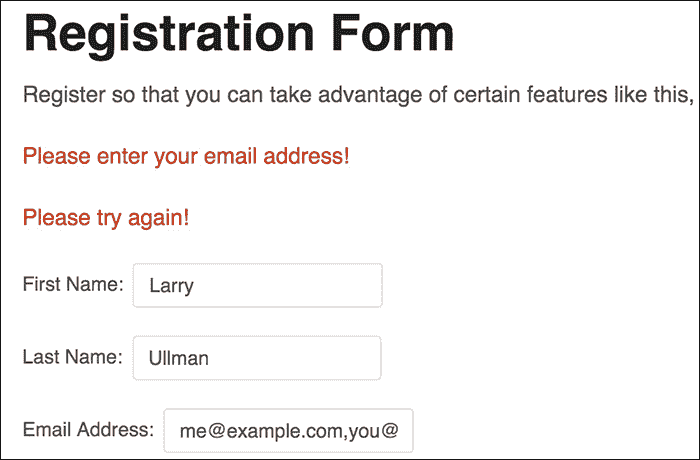 Registration Form
Register so that you can take advantage of certain features like this,
Please enter your email address!
Please try again!
First Name: Larry
Last Name: Ullman
Email Address: me@example.com,you@